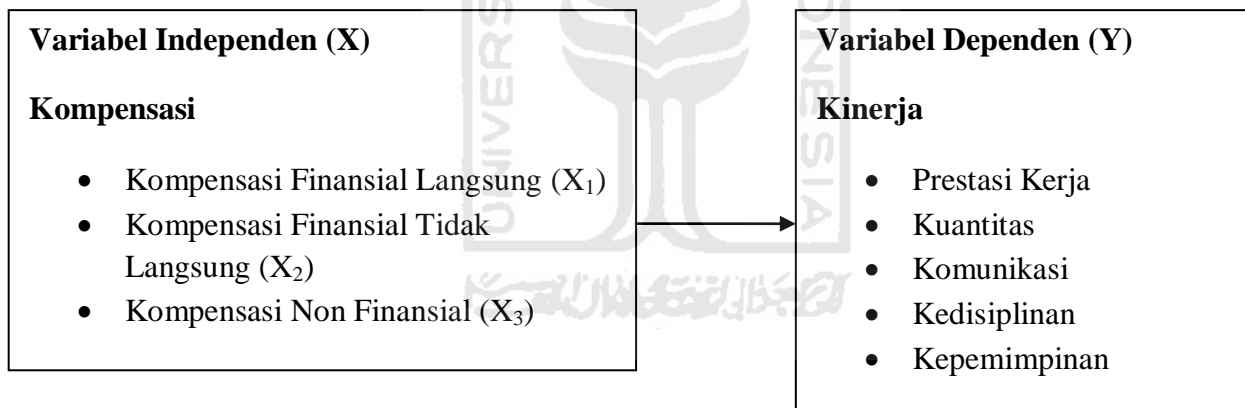 Variabel Independen (X)
Kompensasi
• Kompensasi Finansial Langsung (X₁)
• Kompensasi Finansial Tidak
Langsung (X₂)
• Kompensasi Non Finansial (X₃)
Variabel Dependen (Y)
Kinerja
• Prestasi Kerja
• Kuantitas
• Komunikasi
• Kedisiplinan
• Kepemimpinan